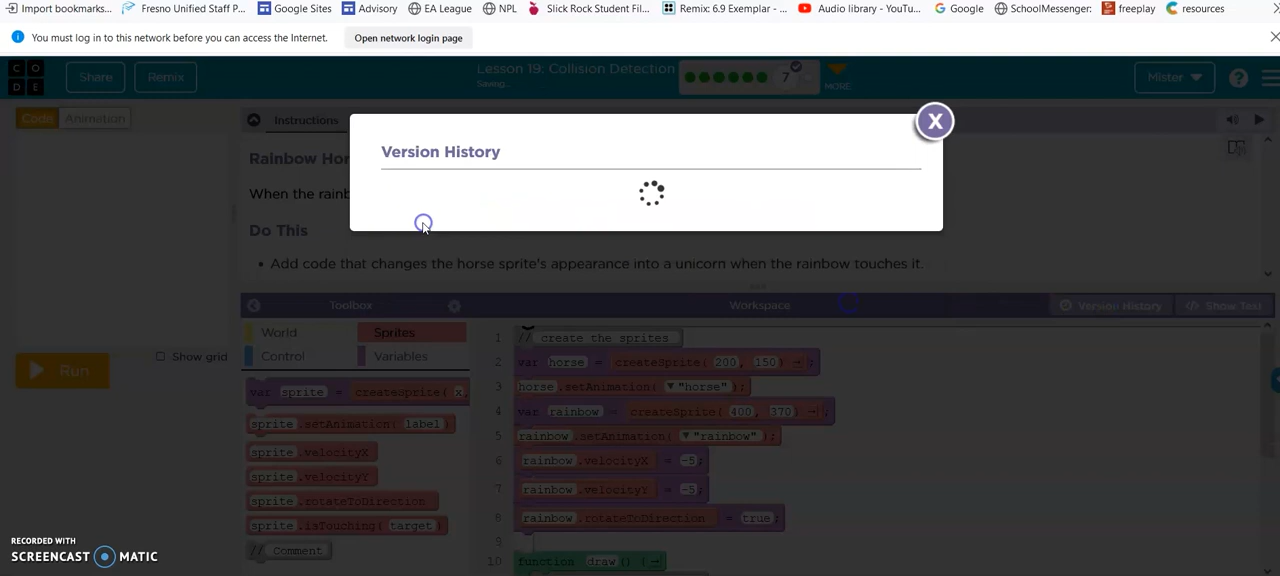 Import bookmarks... Fresno Unified Staff P... Google Sites Advisory EA League NPL Slick Rock Student Fil... Remix: 6.9 Exemplar - ... Audio library - YouTu... Google SchoolMessenger: freeplay resources
You must log in to this network before you can access the Internet. Open network login page
C O D E Share Remix Lesson 19: Collision Detection 7 MORE Mister ?
Saving...
Code Animation Instructions
Version History X
Rainbow Hor
When the rainb
Do This
• Add code that changes the horse sprite's appearance into a unicorn when the rainbow touches it.
Toolbox Workspace Version History </> Show Text
World Sprites
Control Variables
Show grid
Run
var sprite = createSprite( x,
sprite.setAnimation( label)
sprite.velocityX
sprite.velocityY
sprite.rotateToDirection
sprite.isTouching( target)
// Comment
1 // create the sprites
2 var horse = createSprite( 200, 150);
3 horse.setAnimation( ▼"horse");
4 var rainbow = createSprite( 400, 370);
5 rainbow.setAnimation( ▼"rainbow");
6 rainbow.velocityX = -5;
7 rainbow.velocityY = -5;
8 rainbow.rotateToDirection = true;
9
10 function draw() {
RECORDED WITH
SCREENCAST MATIC